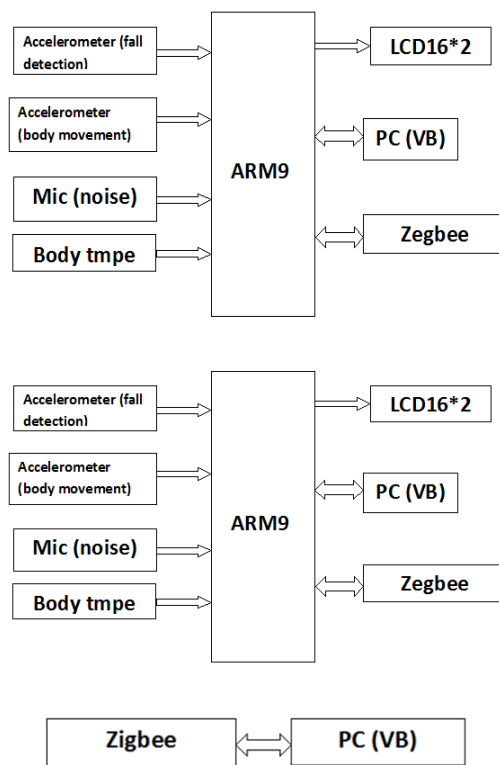 Accelerometer (fall
detection)
LCD16*2
Accelerometer
(body movement)
PC (VB)
ARM9
Mic (noise)
Zegbee
Body tmpe
Accelerometer (fall
detection)
LCD16*2
Accelerometer
(body movement)
PC (VB)
ARM9
Mic (noise)
Zegbee
Body tmpe
Zigbee
PC (VB)